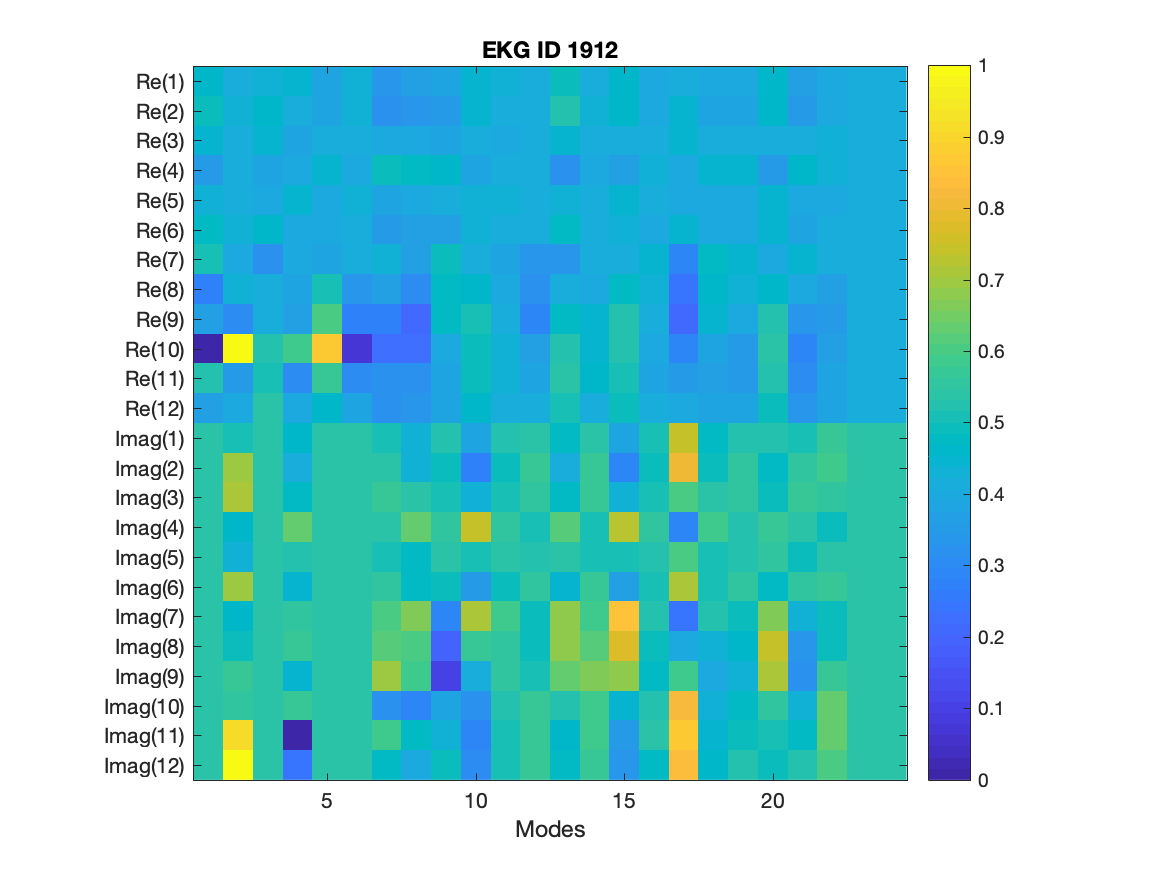 EKG ID 1912
Re(1)
Re(2)
Re(3)
Re(4)
Re(5)
Re(6)
Re(7)
Re(8)
Re(9)
Re(10)
Re(11)
Re(12)
Imag(1)
Imag(2)
Imag(3)
Imag(4)
Imag(5)
Imag(6)
Imag(7)
Imag(8)
Imag(9)
Imag(10)
Imag(11)
Imag(12)
5 10 15 20
Modes
1
0.9
0.8
0.7
0.6
0.5
0.4
0.3
0.2
0.1
0